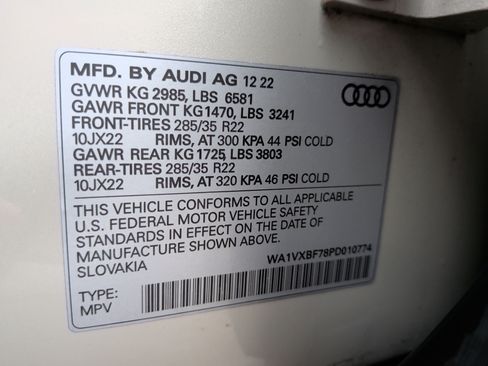 MFD. BY AUDI AG 12 22
GVWR KG 2985, LBS 6581
GAWR FRONT KG1470, LBS 3241
FRONT-TIRES 285/35 R22
10JX22 RIMS, AT 300 KPA 44 PSI COLD
GAWR REAR KG 1725, LBS 3803
REAR-TIRES 285/35 R22
10JX22 RIMS, AT 320 KPA 46 PSI COLD
THIS VEHICLE CONFORMS TO ALL APPLICABLE
U.S. FEDERAL MOTOR VEHICLE SAFETY
STANDARDS IN EFFECT ON THE DATE OF
MANUFACTURE SHOWN ABOVE.
SLOVAKIA
WA1VXBF78PD010774
TYPE:
MPV